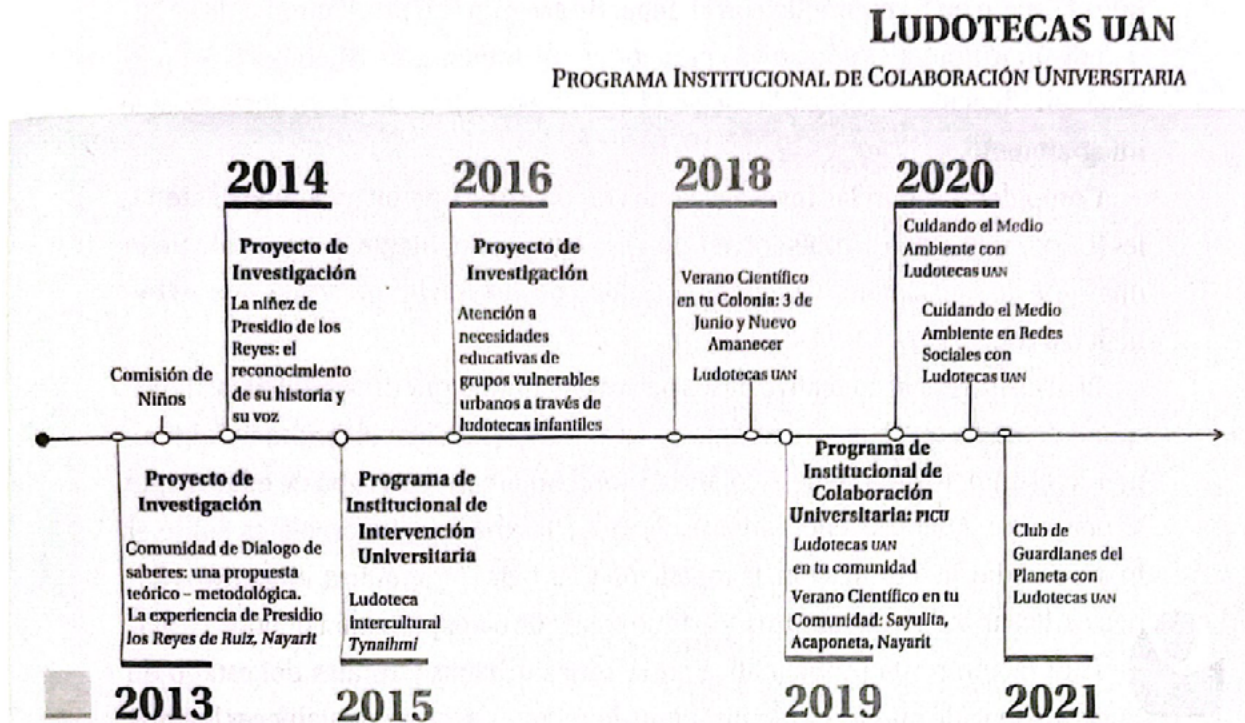 LUDOTECAS UAN
PROGRAMA INSTITUCIONAL DE COLABORACIÓN UNIVERSITARIA
2014
Proyecto de
Investigación
La niñez de
Presidio de los
Reyes: el
reconocimiento
de su historia y
su voz
2016
Proyecto de
Investigación
Atención a
necesidades
educativas de
grupos vulnerables
urbanos a través de
ludotecas infantiles
2018
Verano Científico
en tu Colonia: 3 de
Junio y Nuevo
Amanecer
Ludotecas UAN
2020
Cuidando el Medio
Ambiente con
Ludotecas UAN
Cuidando el Medio
Ambiente en Redes
Sociales con
Ludotecas UAN
Comisión de
Niños
Proyecto de
Investigación
Comunidad de Dialogo de
saberes: una propuesta
teórico – metodológica.
La experiencia de Presidio
los Reyes de Ruiz, Nayarit
2013
Programa de
Institucional de
Intervención
Universitaria
Ludoteca
intercultural
Tynaihmi
2015
Programa de
Institucional de
Colaboración
Universitaria: PICU
Ludotecas UAN
en tu comunidad
Verano Científico en tu
Comunidad: Sayulita,
Acaponeta, Nayarit
2019
Club de
Guardianes del
Planeta con
Ludotecas UAN
2021